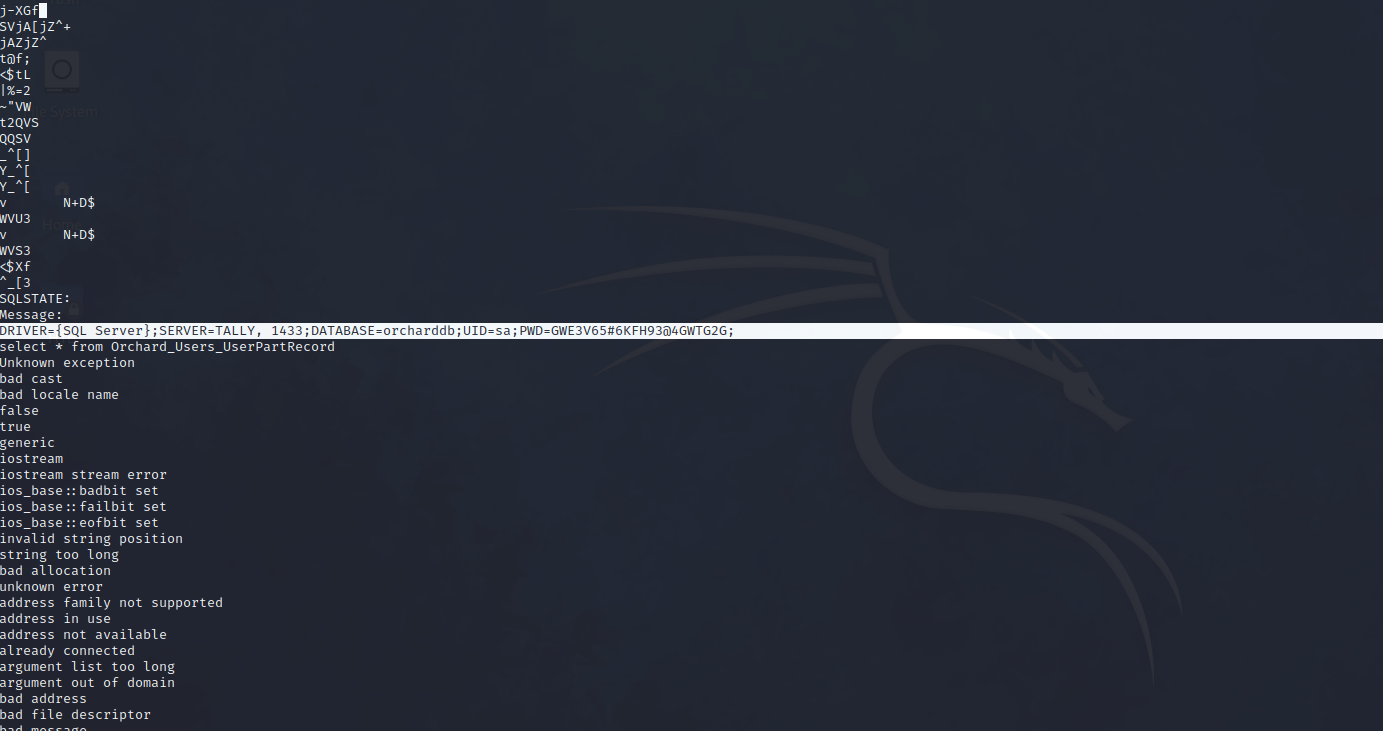 j-XGf
SVjA[jZ^+
jAZjZ^
t@f;
<$tL
|%=2
~"VW
t2QVS
QQSV
_^[]
Y_^[
Y_^[
v       N+D$
WVU3
v       N+D$
WVS3
<$Xf
^_[3
SQLSTATE:
Message:
DRIVER={SQL Server};SERVER=TALLY, 1433;DATABASE=orcharddb;UID=sa;PWD=GWE3V65#6KFH93@4GWTG2G;
select * from Orchard_Users_UserPartRecord
Unknown exception
bad cast
bad locale name
false
true
generic
iostream
iostream stream error
ios_base::badbit set
ios_base::failbit set
ios_base::eofbit set
invalid string position
string too long
bad allocation
unknown error
address family not supported
address in use
address not available
already connected
argument list too long
argument out of domain
bad address
bad file descriptor
bad message